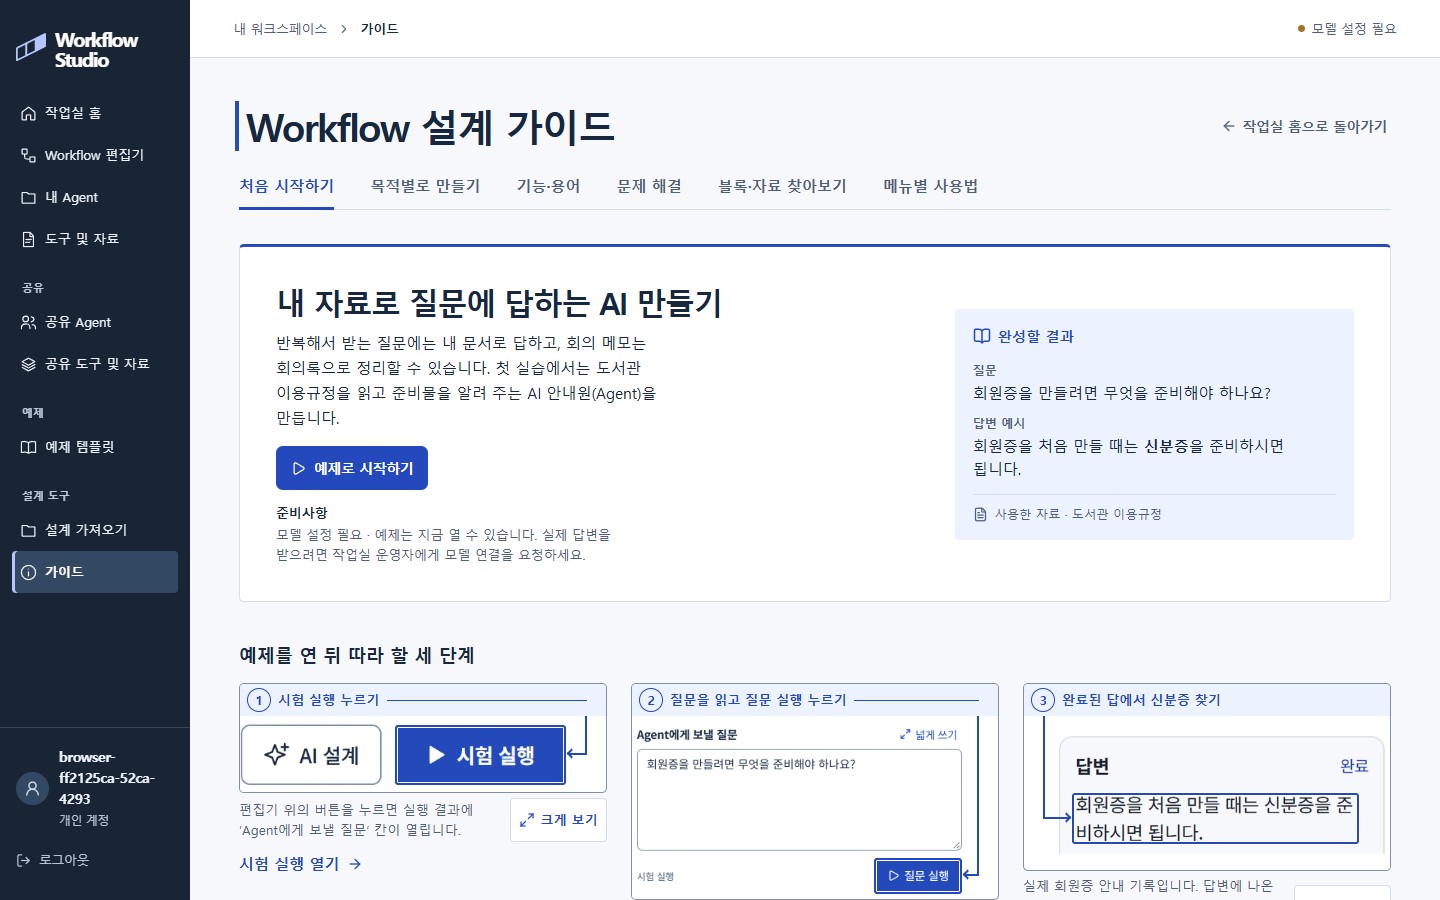 Workflow
Studio
작업실 홈
Workflow 편집기
내 Agent
도구 및 자료
공유
공유 Agent
공유 도구 및 자료
예제
예제 템플릿
설계 도구
설계 가져오기
가이드
browser-
ff2125ca-52ca-
4293
개인 계정
로그아웃
내 워크스페이스 > 가이드
모델 설정 필요
Workflow 설계 가이드
← 작업실 홈으로 돌아가기
처음 시작하기 목적별로 만들기 기능·용어 문제 해결 블록·자료 찾아보기 메뉴별 사용법
내 자료로 질문에 답하는 AI 만들기
반복해서 받는 질문에는 내 문서로 답하고, 회의 메모는
회의록으로 정리할 수 있습니다. 첫 실습에서는 도서관
이용규정을 읽고 준비물을 알려 주는 AI 안내원(Agent)을
만듭니다.
예제로 시작하기
준비사항
모델 설정 필요 · 예제는 지금 열 수 있습니다. 실제 답변을
받으려면 작업실 운영자에게 모델 연결을 요청하세요.
완성할 결과
질문
회원증을 만들려면 무엇을 준비해야 하나요?
답변 예시
회원증을 처음 만들 때는 신분증을 준비하시면
됩니다.
사용한 자료 · 도서관 이용규정
예제를 연 뒤 따라 할 세 단계
1 시험 실행 누르기
AI 설계
시험 실행
편집기 위의 버튼을 누르면 실행 결과에
'Agent에게 보낼 질문' 칸이 열립니다.
크게 보기
시험 실행 열기 →
2 질문을 읽고 질문 실행 누르기
Agent에게 보낼 질문
넓게 쓰기
회원증을 만들려면 무엇을 준비해야 하나요?
시험 실행
질문 실행
3 완료된 답에서 신분증 찾기
답변
완료
회원증을 처음 만들 때는 신분증을 준
비하시면 됩니다.
실제 회원증 안내 기록입니다. 답변에 나온